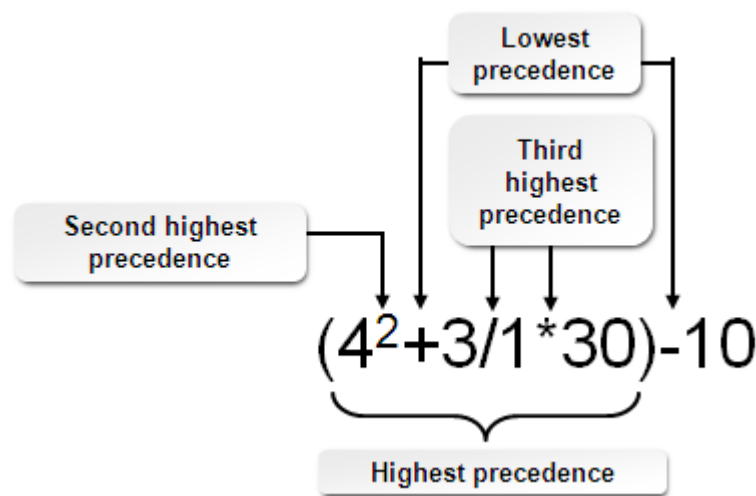 Lowest
precedence
Third
highest
precedence
Second highest
precedence
(4²+3/1*30)-10
Highest precedence